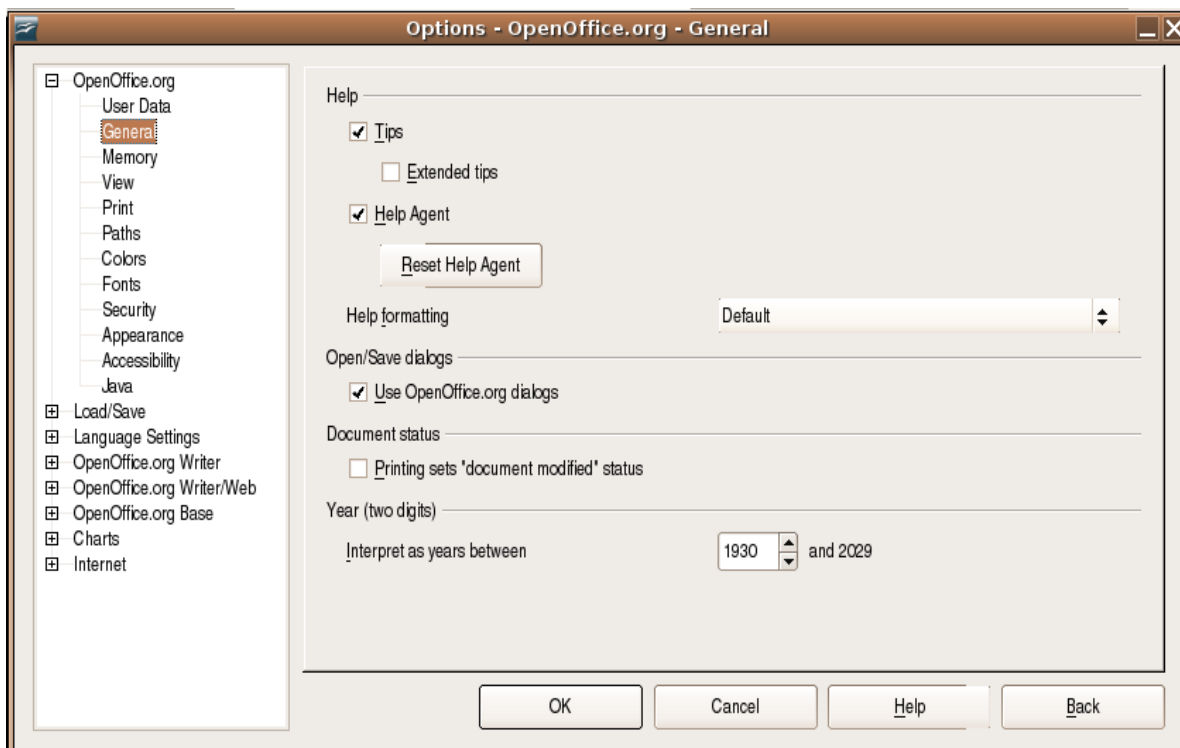 Options - OpenOffice.org - General
OpenOffice.org
User Data
General
Memory
View
Print
Paths
Colors
Fonts
Security
Appearance
Accessibility
Java
Load/Save
Language Settings
OpenOffice.org Writer
OpenOffice.org Writer/Web
OpenOffice.org Base
Charts
Internet
Help
Tips
Extended tips
Help Agent
Reset Help Agent
Help formatting Default
Open/Save dialogs
Use OpenOffice.org dialogs
Document status
Printing sets "document modified" status
Year (two digits)
Interpret as years between 1930 and 2029
OK Cancel Help Back